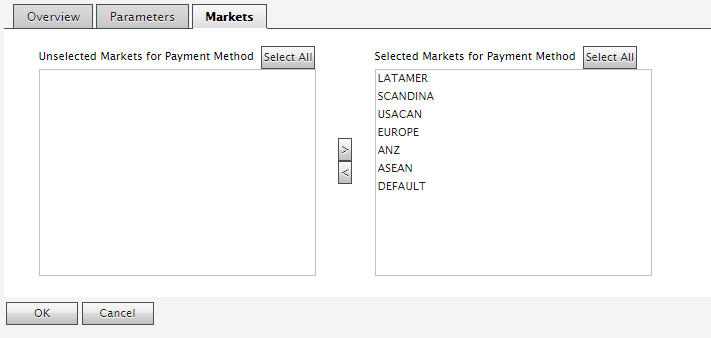 Overview Parameters Markets
Unselected Markets for Payment Method Select All Selected Markets for Payment Method Select All
LATAMER
SCANDINA
USACAN
EUROPE
> ANZ
< ASEAN
DEFAULT
OK Cancel